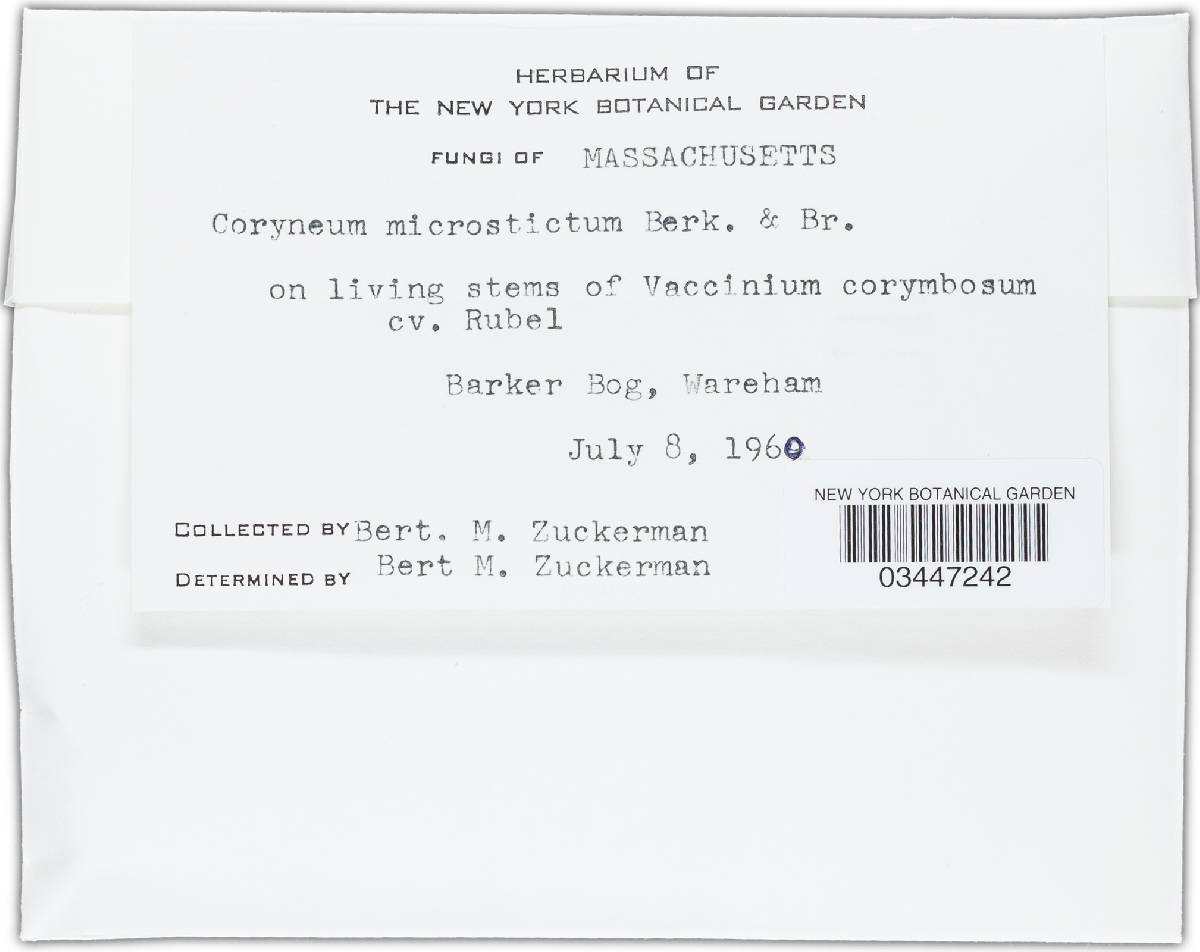 HERBARIUM OF
THE NEW YORK BOTANICAL GARDEN
FUNGI OF MASSACHUSETTS
Coryneum microstictum Berk. & Br.
on living stems of Vaccinium corymbosum
cv. Rubel
Barker Bog, Wareham
July 8, 1960
COLLECTED BY Bert. M. Zuckerman
DETERMINED BY Bert M. Zuckerman
NEW YORK BOTANICAL GARDEN
03447242